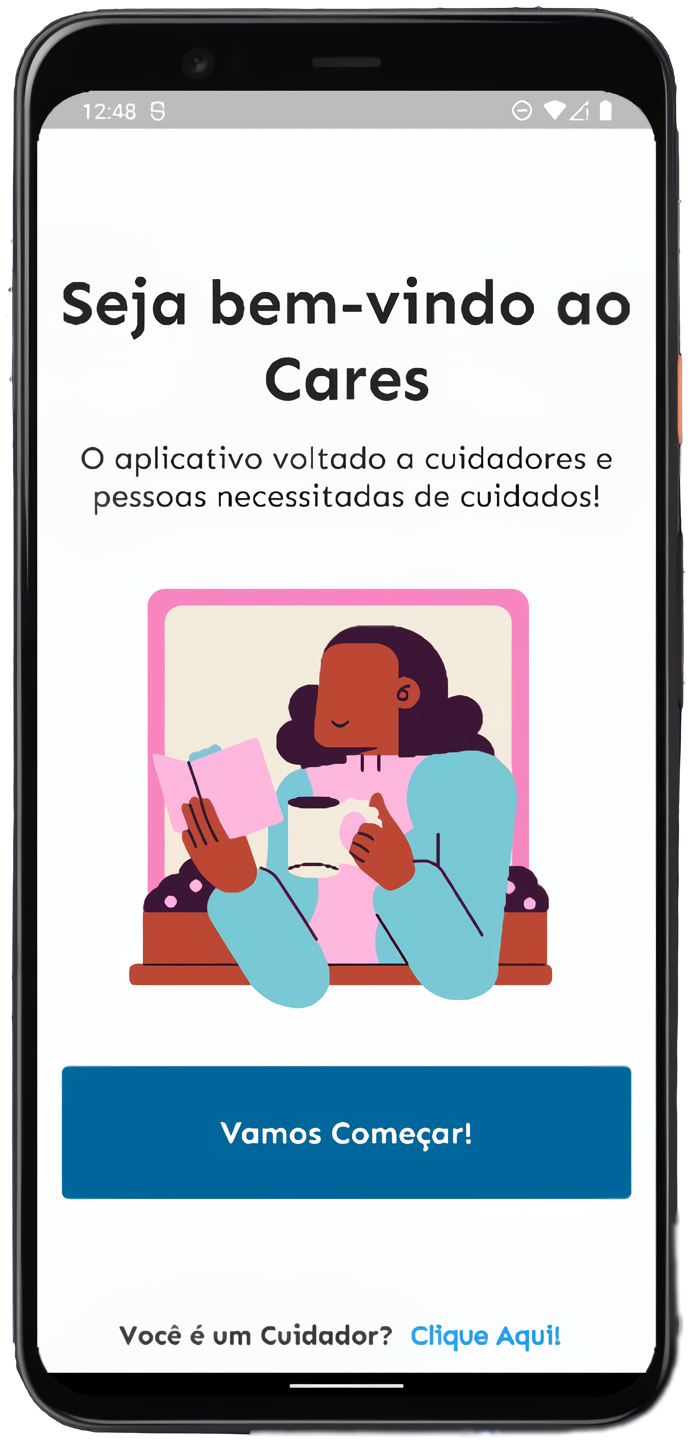 12:48
Seja bem-vindo ao
Cares
O aplicativo voltado a cuidadores e
pessoas necessitadas de cuidados!
Vamos Começar!
Você é um Cuidador? Clique Aqui!